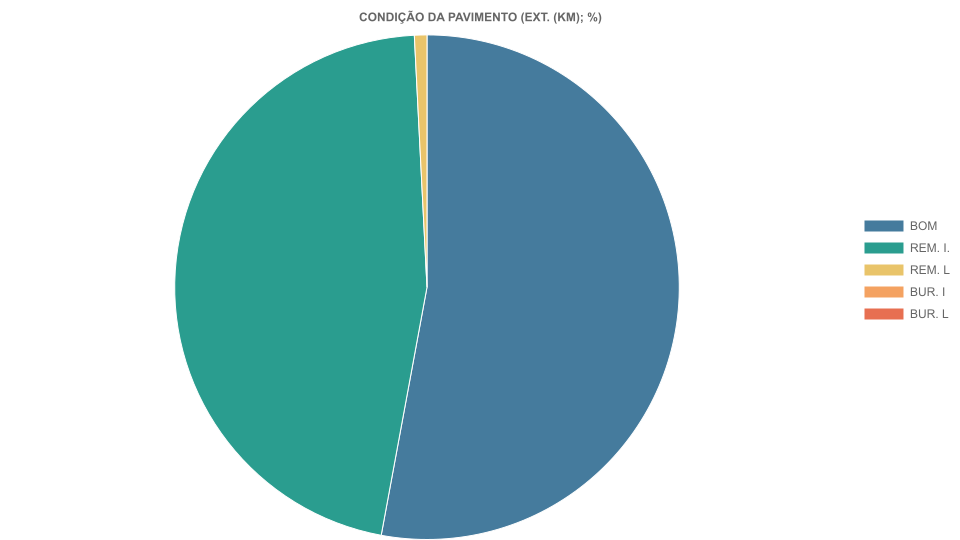 CONDIÇÃO DA PAVIMENTO (EXT. (KM); %)
BOM
REM. I.
REM. L
BUR. I
BUR. L